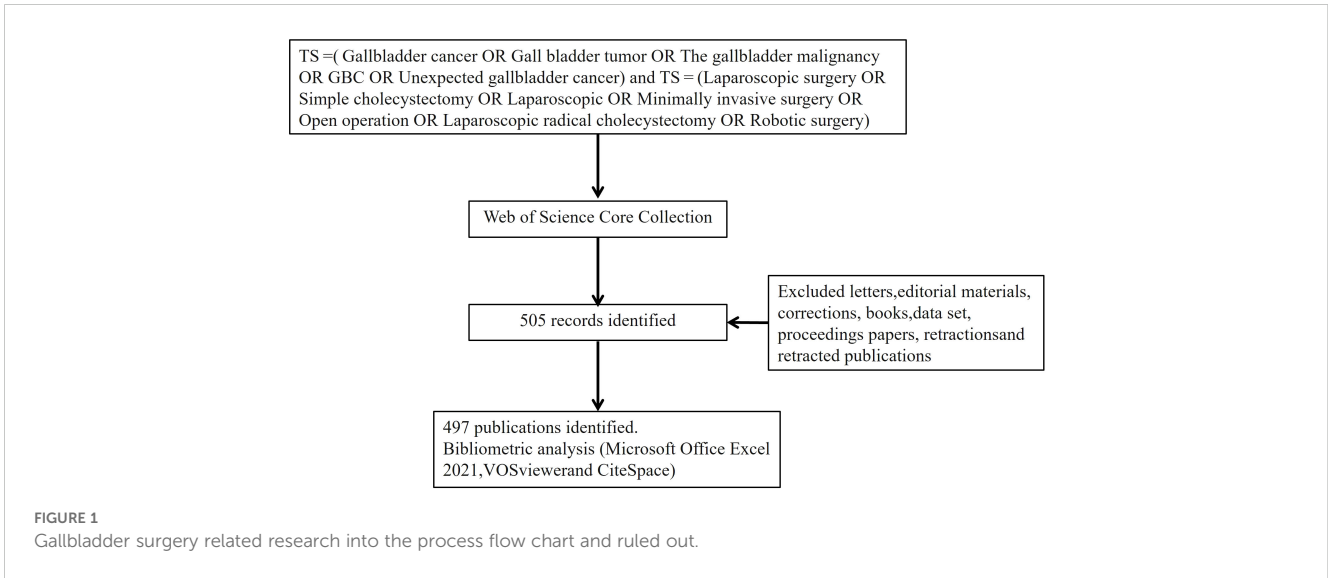 TS =( Gallbladder cancer OR Gall bladder tumor OR The gallbladder malignancy
OR GBC OR Unexpected gallbladder cancer) and TS = (Laparoscopic surgery OR
Simple cholecystectomy OR Laparoscopic OR Minimally invasive surgery OR
Open operation OR Laparoscopic radical cholecystectomy OR Robotic surgery)
Web of Science Core Collection
505 records identified
Excluded letters,editorial materials,
corrections, books,data set,
proceedings papers, retractionsand
retracted publications
497 publications identified.
Bibliometric analysis (Microsoft Office Excel
2021,VOSviewerand CiteSpace)
FIGURE 1
Gallbladder surgery related research into the process flow chart and ruled out.